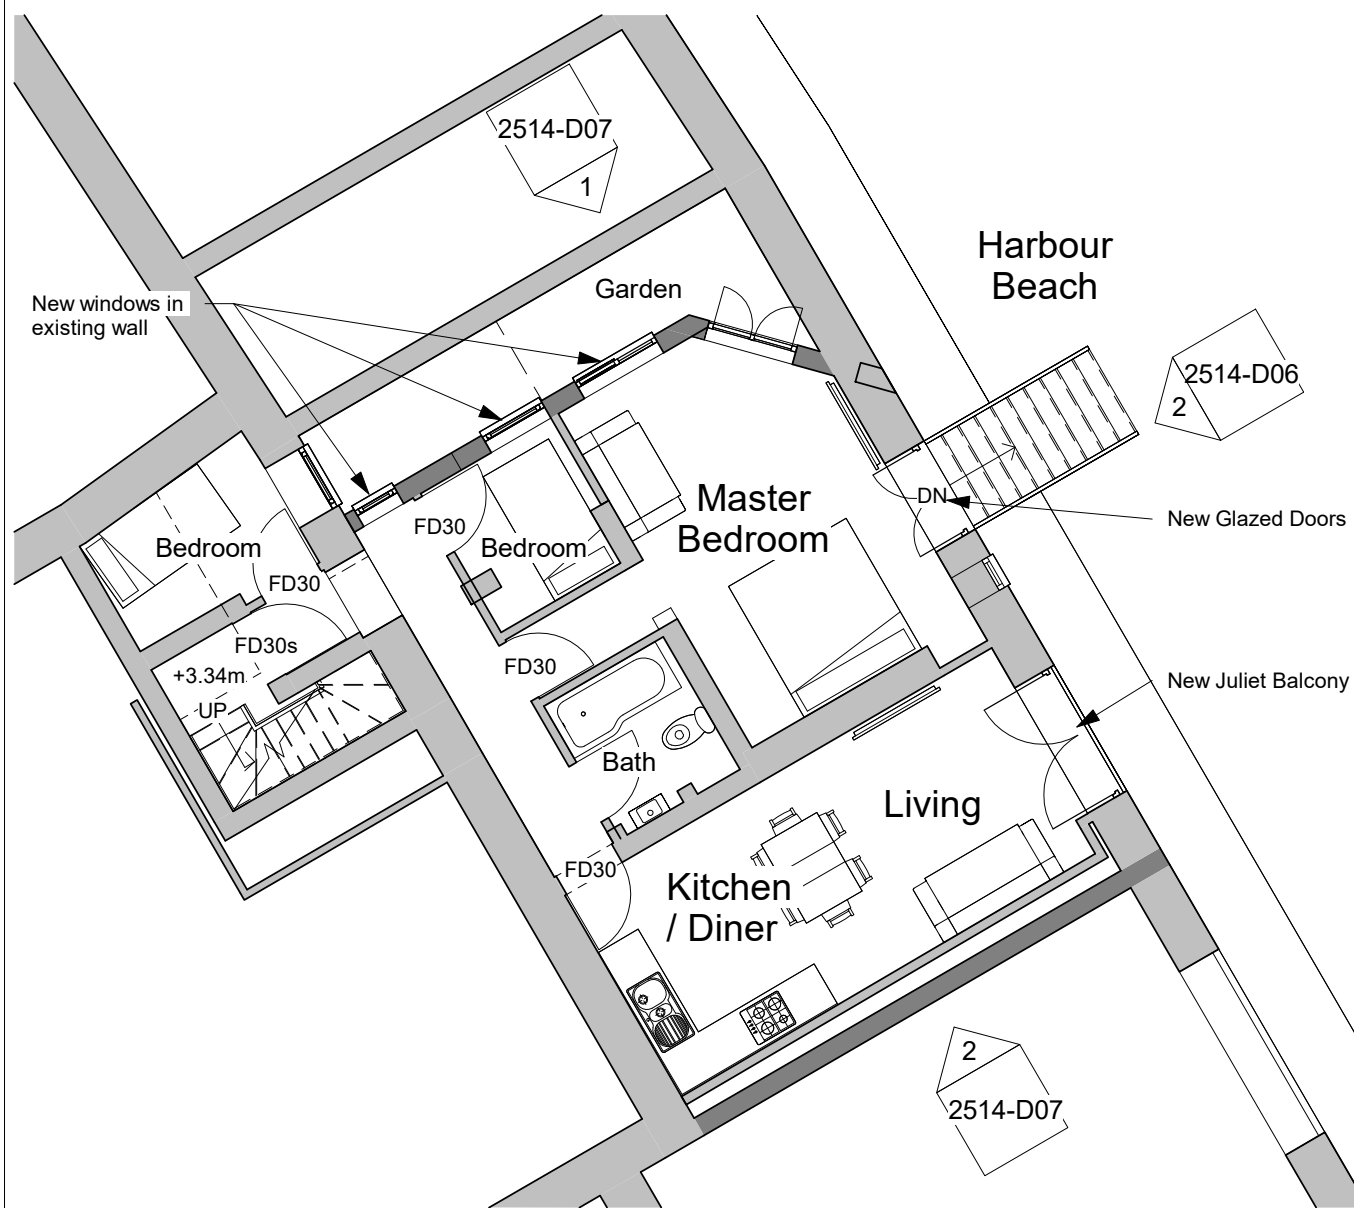 2514-D07
1
Harbour
Beach
Garden
New windows in
existing wall
2514-D06
2
Master
Bedroom
DN
New Glazed Doors
FD30
Bedroom
Bedroom
FD30
FD30s
+3.34m
UP
FD30
New Juliet Balcony
Bath
Living
FD30
Kitchen
/ Diner
2
2514-D07